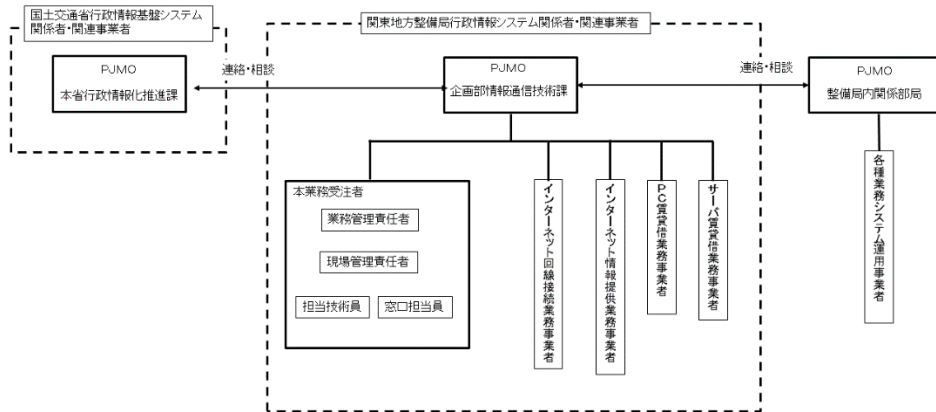 国土交通省行政情報基盤システム
関係者・関連事業者
関東地方整備局行政情報システム関係者・関連事業者
PJMO
本省行政情報化推進課
連絡・相談
PJMO
企画部情報通信技術課
連絡・相談
PJMO
整備局内関係部局
本業務受注者
業務管理責任者
現場管理責任者
担当技術員
窓口担当員
インターネット回線接続業務事業者
インターネット情報提供業務事業者
PC賃貸借業務事業者
サーバ賃貸借業務事業者
各種業務システム運用事業者